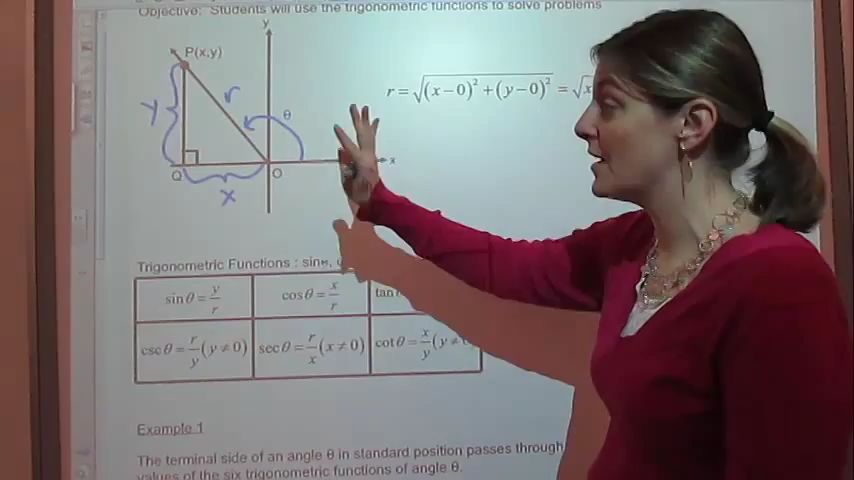 Objective: Students will use the trigonometric functions to solve problems
y
P(x,y)
r
θ
y
r = √(x−0)² + (y−0)² = √x
x
Q
O
x
Trigonometric Functions : sine,
sin θ = y/r
cos θ = x/r
tan
csc θ = r/y (y ≠ 0)
sec θ = r/x (x ≠ 0)
cot θ = x/y (y ≠
Example 1
The terminal side of an angle θ in standard position passes through
values of the six trigonometric functions of angle θ.